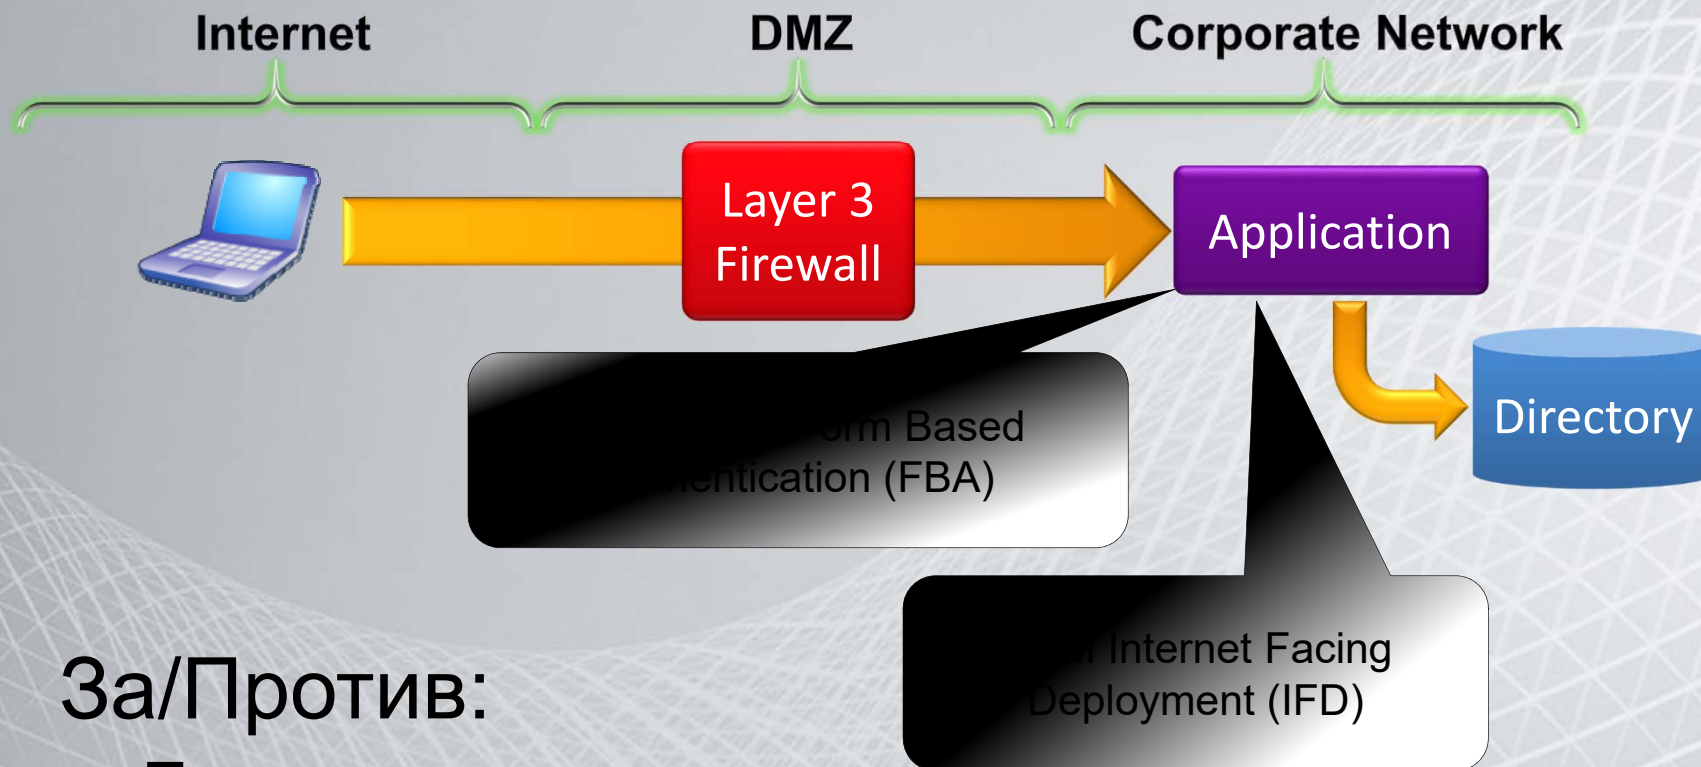 Internet
DMZ
Corporate Network
Layer 3
Firewall
Application
Directory
Based
(FBA)
Internet Facing
Deployment (IFD)
За/Против: